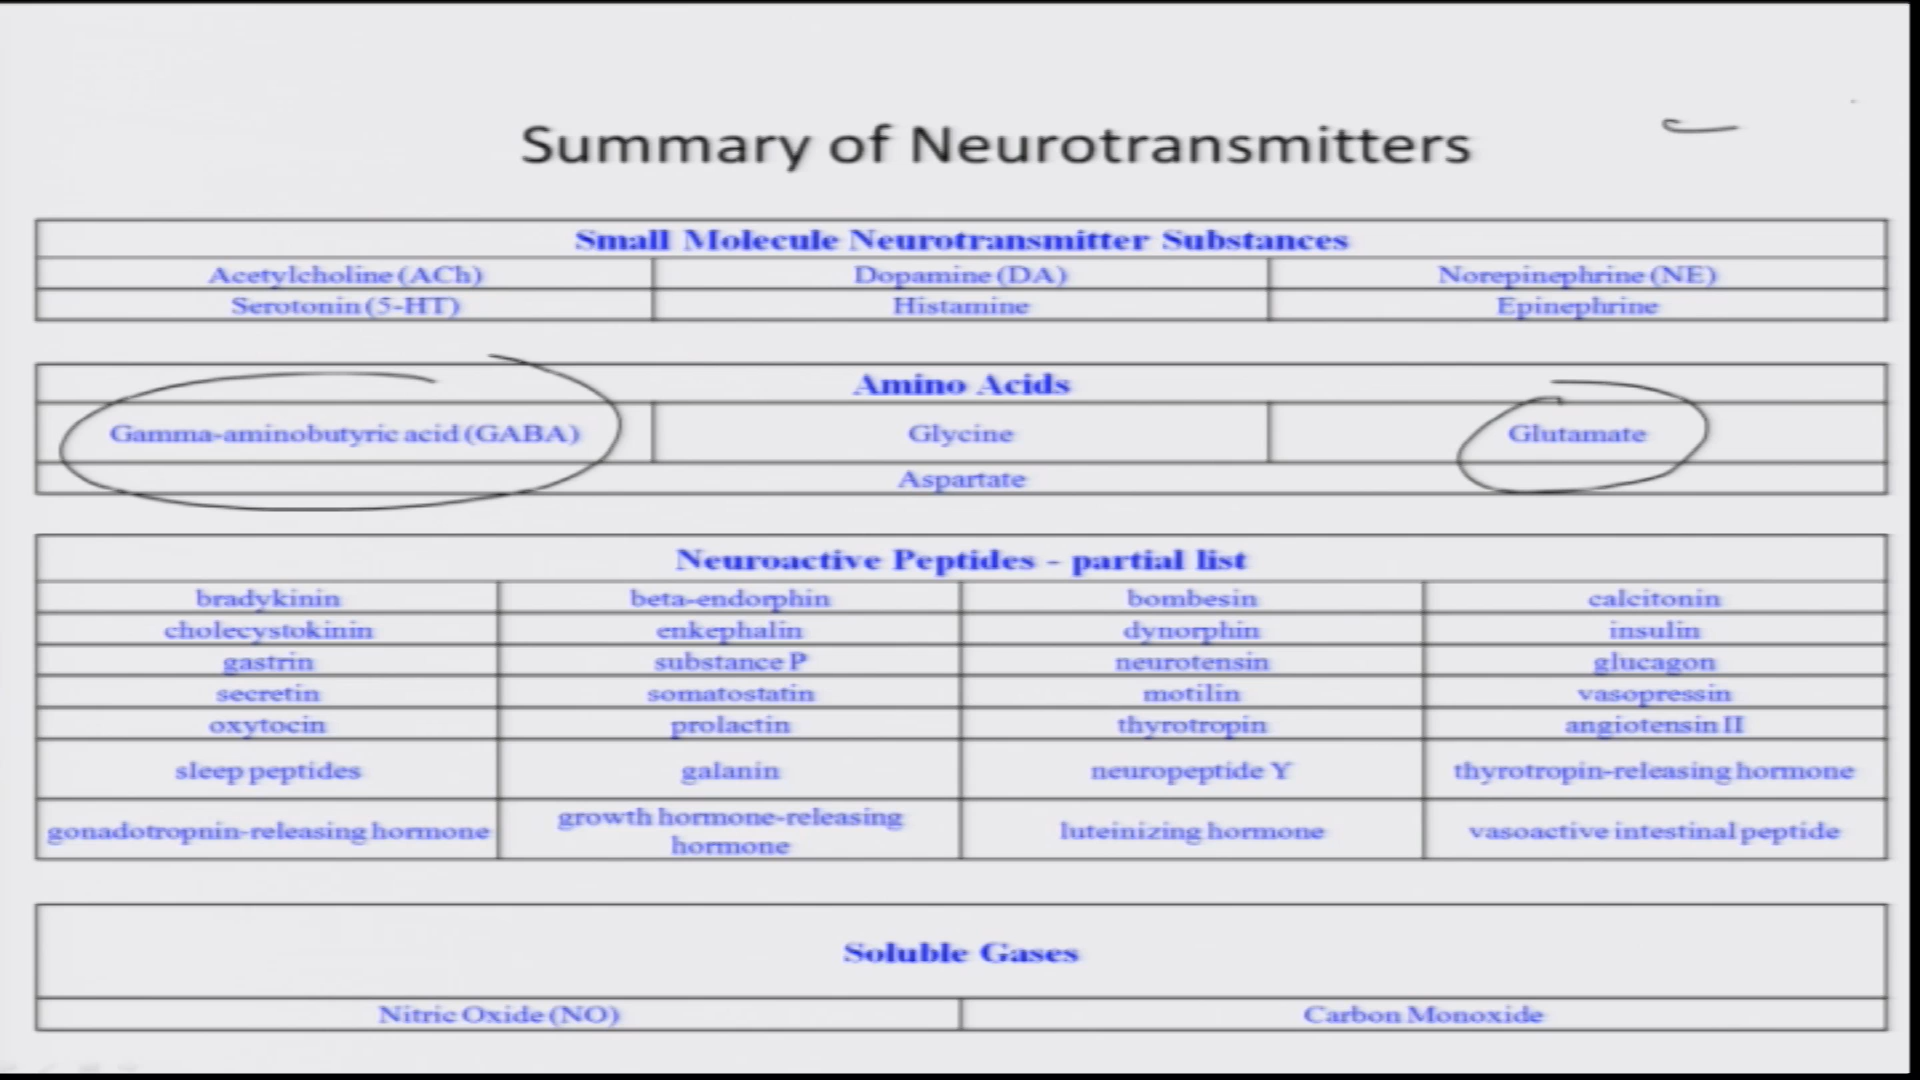 Summary of Neurotransmitters
Small Molecule Neurotransmitter Substances
Acetylcholine (ACh) Dopamine (DA) Norepinephrine (NE)
Serotonin (5-HT) Histamine Epinephrine
Amino Acids
Gamma-aminobutyric acid (GABA) Glycine Glutamate
Aspartate
Neuroactive Peptides - partial list
bradykinin beta-endorphin bombesin calcitonin
cholecystokinin enkephalin dynorphin insulin
gastrin substance P neurotensin glucagon
secretin somatostatin motilin vasopressin
oxytocin prolactin thyrotropin angiotensin II
sleep peptides galanin neuropeptide Y thyrotropin-releasing hormone
gonadotropnin-releasing hormone growth hormone-releasing hormone luteinizing hormone vasoactive intestinal peptide
Soluble Gases
Nitric Oxide (NO) Carbon Monoxide